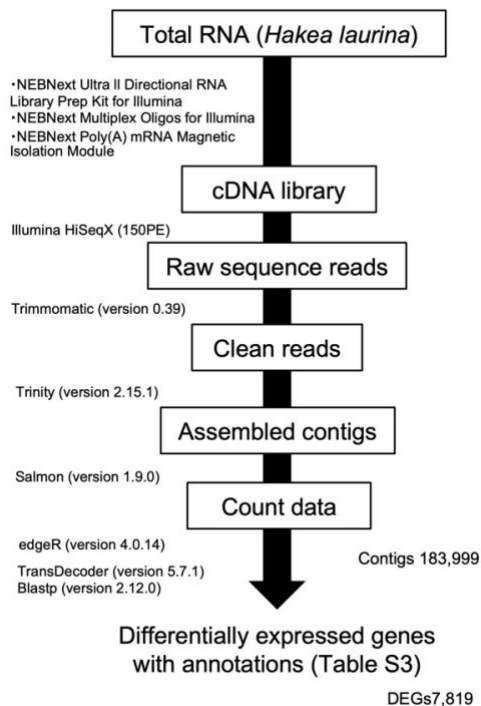 Total RNA (Hakea laurina)
・NEBNext Ultra II Directional RNA
Library Prep Kit for Illumina
・NEBNext Multiplex Oligos for Illumina
・NEBNext Poly(A) mRNA Magnetic
Isolation Module
cDNA library
Illumina HiSeqX (150PE)
Raw sequence reads
Trimmomatic (version 0.39)
Clean reads
Trinity (version 2.15.1)
Assembled contigs
Salmon (version 1.9.0)
Count data
edgeR (version 4.0.14)
Contigs 183,999
TransDecoder (version 5.7.1)
Blastp (version 2.12.0)
Differentially expressed genes
with annotations (Table S3)
DEGs7,819